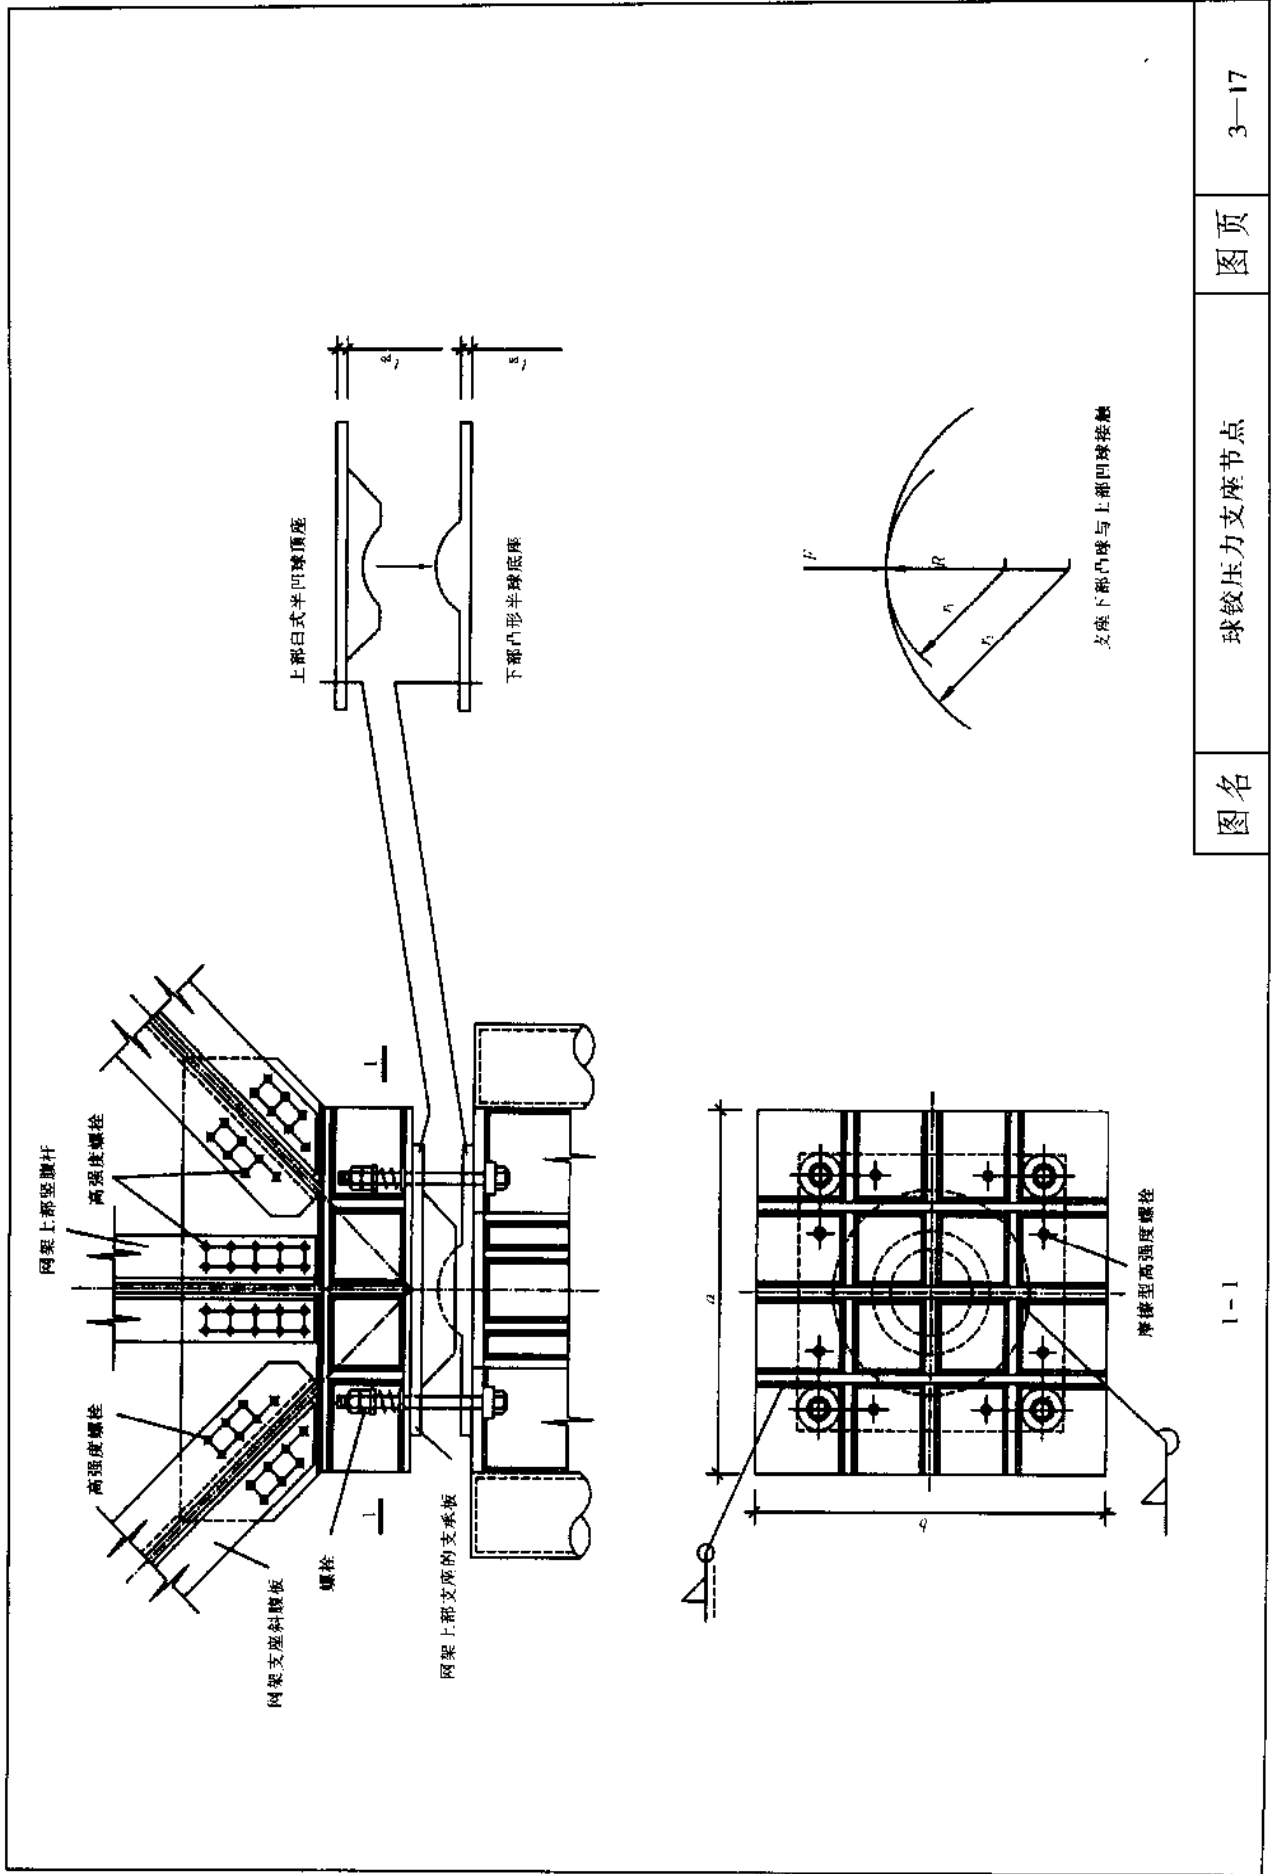 网架上部竖腹杆
高强度螺栓
高强度螺栓
网架支座斜腹板
螺栓
网架上部支座的支承板
1
1
上部臼式半凹球顶座
下部凸形半球底座
a
b
摩擦型高强度螺栓
1-1
F
R
r₁
r₂
支座下部凸球与上部凹球接触
图名
球铰压力支座节点
图页
3—17